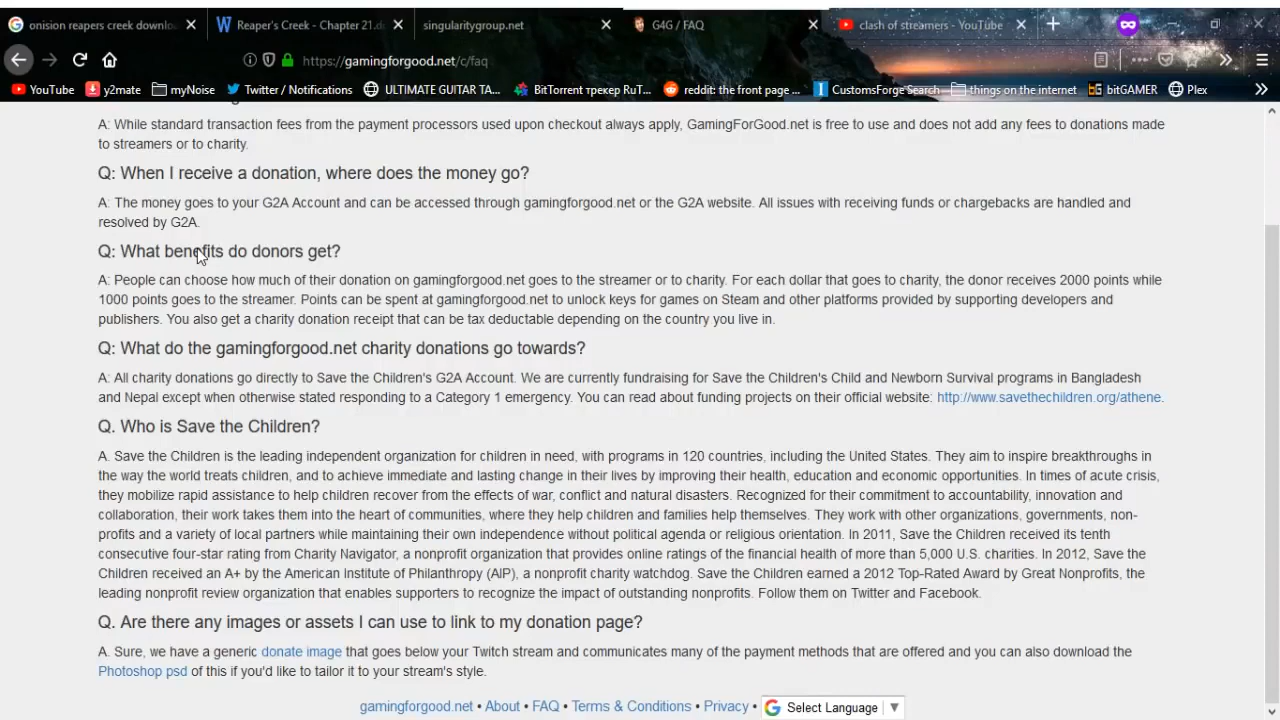 onision reapers creek downlo
Reaper's Creek - Chapter 21.d
singularitygroup.net
G4G / FAQ
clash of streamers - YouTube
https://gamingforgood.net/c/faq
YouTube
y2mate
myNoise
Twitter / Notifications
ULTIMATE GUITAR TA...
BitTorrent трекер RuT...
reddit: the front page ...
CustomsForge Search
things on the internet
bitGAMER
Plex
A: While standard transaction fees from the payment processors used upon checkout always apply, GamingForGood.net is free to use and does not add any fees to donations made
to streamers or to charity.
Q: When I receive a donation, where does the money go?
A: The money goes to your G2A Account and can be accessed through gamingforgood.net or the G2A website. All issues with receiving funds or chargebacks are handled and
resolved by G2A.
Q: What benefits do donors get?
A: People can choose how much of their donation on gamingforgood.net goes to the streamer or to charity. For each dollar that goes to charity, the donor receives 2000 points while
1000 points goes to the streamer. Points can be spent at gamingforgood.net to unlock keys for games on Steam and other platforms provided by supporting developers and
publishers. You also get a charity donation receipt that can be tax deductable depending on the country you live in.
Q: What do the gamingforgood.net charity donations go towards?
A: All charity donations go directly to Save the Children's G2A Account. We are currently fundraising for Save the Children's Child and Newborn Survival programs in Bangladesh
and Nepal except when otherwise stated responding to a Category 1 emergency. You can read about funding projects on their official website: http://www.savethechildren.org/athene.
Q. Who is Save the Children?
A. Save the Children is the leading independent organization for children in need, with programs in 120 countries, including the United States. They aim to inspire breakthroughs in
the way the world treats children, and to achieve immediate and lasting change in their lives by improving their health, education and economic opportunities. In times of acute crisis,
they mobilize rapid assistance to help children recover from the effects of war, conflict and natural disasters. Recognized for their commitment to accountability, innovation and
collaboration, their work takes them into the heart of communities, where they help children and families help themselves. They work with other organizations, governments, non-
profits and a variety of local partners while maintaining their own independence without political agenda or religious orientation. In 2011, Save the Children received its tenth
consecutive four-star rating from Charity Navigator, a nonprofit organization that provides online ratings of the financial health of more than 5,000 U.S. charities. In 2012, Save the
Children received an A+ by the American Institute of Philanthropy (AIP), a nonprofit charity watchdog. Save the Children earned a 2012 Top-Rated Award by Great Nonprofits, the
leading nonprofit review organization that enables supporters to recognize the impact of outstanding nonprofits. Follow them on Twitter and Facebook.
Q. Are there any images or assets I can use to link to my donation page?
A. Sure, we have a generic donate image that goes below your Twitch stream and communicates many of the payment methods that are offered and you can also download the
Photoshop psd of this if you'd like to tailor it to your stream's style.
gamingforgood.net • About • FAQ • Terms & Conditions • Privacy • Select Language